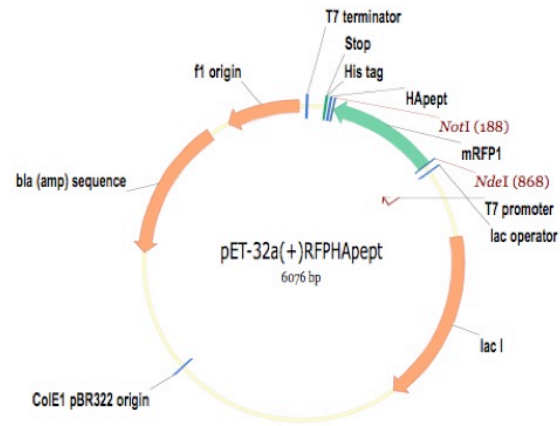 T7 terminator
Stop
f1 origin
His tag
HApept
NotI (188)
mRFP1
bla (amp) sequence
NdeI (868)
T7 promoter
lac operator
pET-32a(+)RFPHApept
6076 bp
lac I
ColE1 pBR322 origin